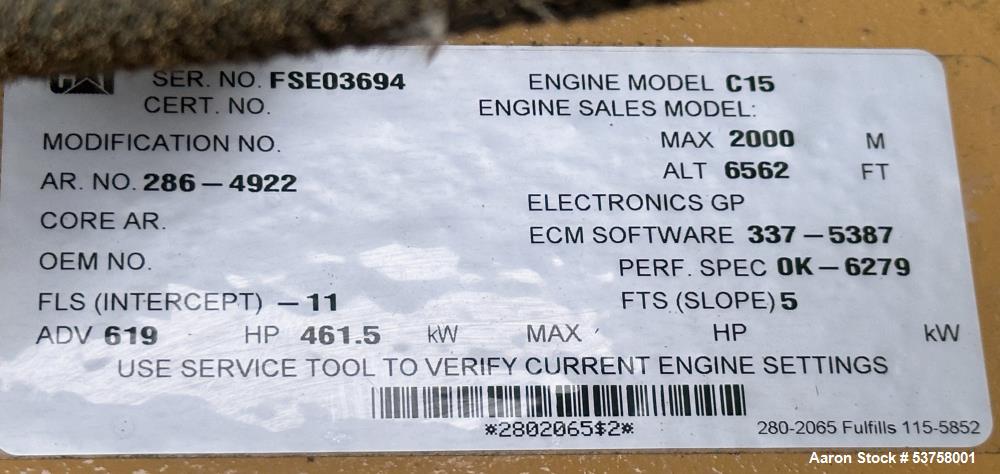 CAT SER. NO. FSE03694 ENGINE MODEL C15
CERT. NO. ENGINE SALES MODEL:
MODIFICATION NO. MAX 2000 M
AR. NO. 286-4922 ALT 6562 FT
CORE AR. ELECTRONICS GP
ECM SOFTWARE 337-5387
OEM NO. PERF. SPEC 0K-6279
FLS (INTERCEPT) -11 FTS (SLOPE) 5
ADV 619 HP 461.5 kW MAX HP kW
USE SERVICE TOOL TO VERIFY CURRENT ENGINE SETTINGS
*2802065$2*
280-2065 Fulfills 115-5852
Aaron Stock # 53758001